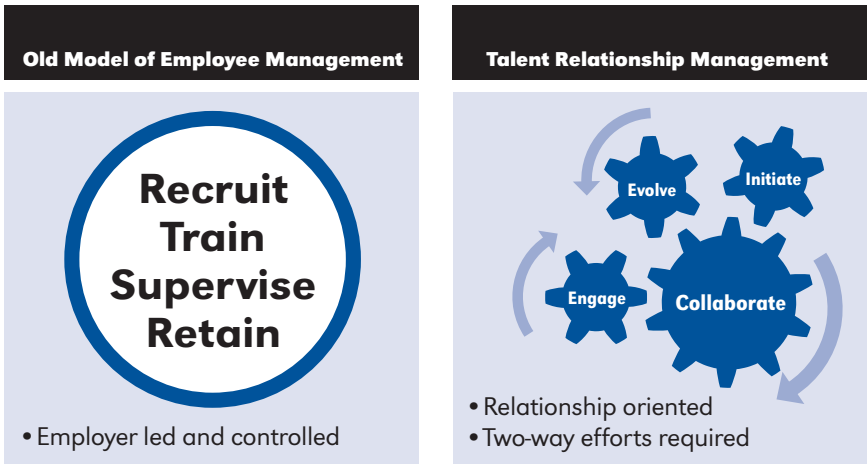 Old Model of Employee Management
Recruit
Train
Supervise
Retain
• Employer led and controlled
Talent Relationship Management
Evolve
Initiate
Engage
Collaborate
• Relationship oriented
• Two-way efforts required